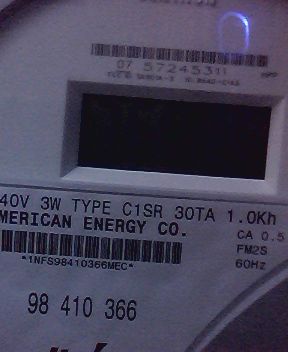 07 57245311
40V 3W TYPE C1SR 30TA 1.0Kh
MERICAN ENERGY CO.
CA 0.5
FM2S
60Hz
*1NFS98410366MEC*
98 410 366